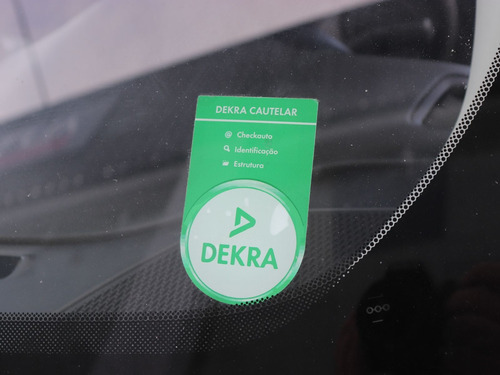 DEKRA CAUTELAR
@ Checkauto
Identificação
Estrutura
DEKRA